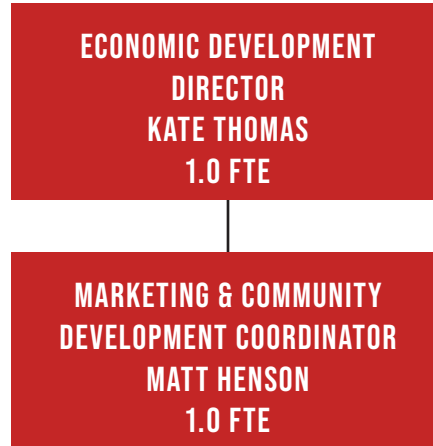 ECONOMIC DEVELOPMENT
DIRECTOR
KATE THOMAS
1.0 FTE
MARKETING & COMMUNITY
DEVELOPMENT COORDINATOR
MATT HENSON
1.0 FTE